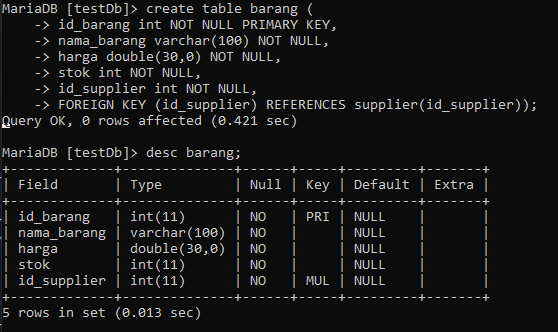 MariaDB [testDb]> create table barang (
    -> id_barang int NOT NULL PRIMARY KEY,
    -> nama_barang varchar(100) NOT NULL,
    -> harga double(30,0) NOT NULL,
    -> stok int NOT NULL,
    -> id_supplier int NOT NULL,
    -> FOREIGN KEY (id_supplier) REFERENCES supplier(id_supplier));
Query OK, 0 rows affected (0.421 sec)

MariaDB [testDb]> desc barang;
+-------------+--------------+------+-----+---------+-------+
| Field       | Type         | Null | Key | Default | Extra |
+-------------+--------------+------+-----+---------+-------+
| id_barang   | int(11)      | NO   | PRI | NULL    |       |
| nama_barang | varchar(100) | NO   |     | NULL    |       |
| harga       | double(30,0) | NO   |     | NULL    |       |
| stok        | int(11)      | NO   |     | NULL    |       |
| id_supplier | int(11)      | NO   | MUL | NULL    |       |
+-------------+--------------+------+-----+---------+-------+
5 rows in set (0.013 sec)